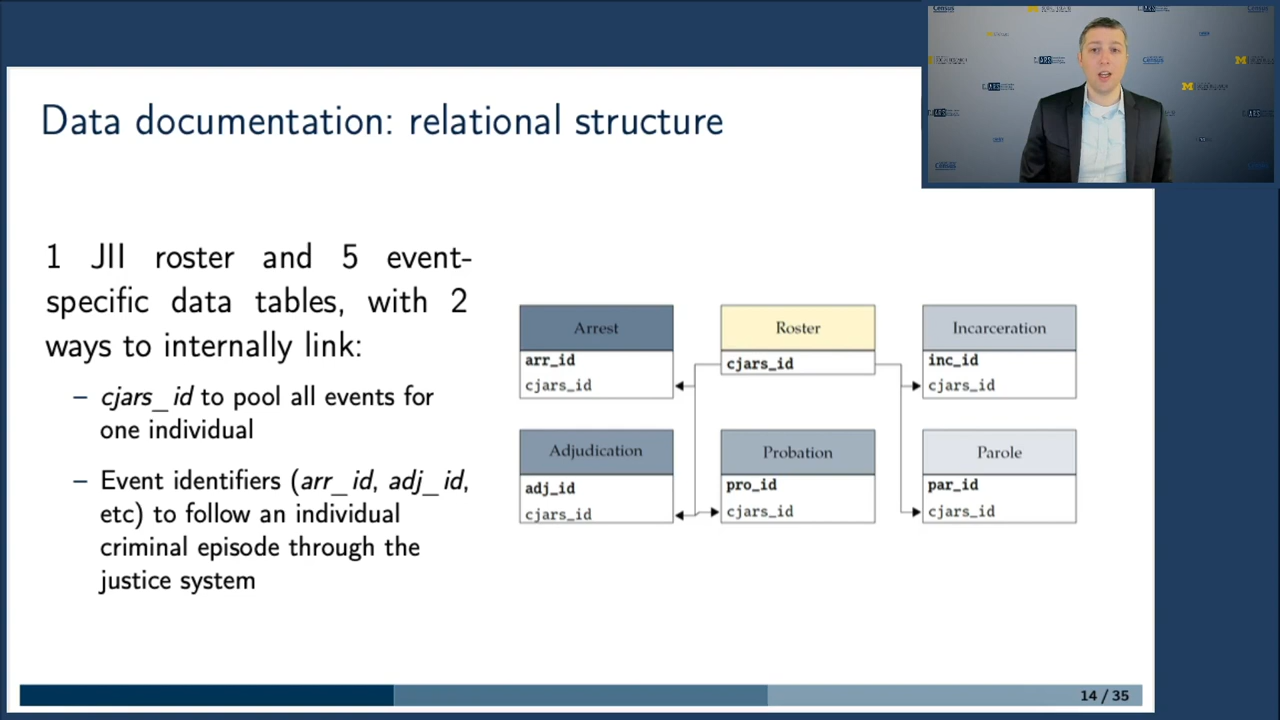 Data documentation: relational structure
1 JII roster and 5 event-
specific data tables, with 2
ways to internally link:
– cjars_id to pool all events for
one individual
– Event identifiers (arr_id, adj_id,
etc) to follow an individual
criminal episode through the
justice system
Arrest
arr_id
cjars_id
Roster
cjars_id
Incarceration
inc_id
cjars_id
Adjudication
adj_id
cjars_id
Probation
pro_id
cjars_id
Parole
par_id
cjars_id
14 / 35
Census
Census
Census